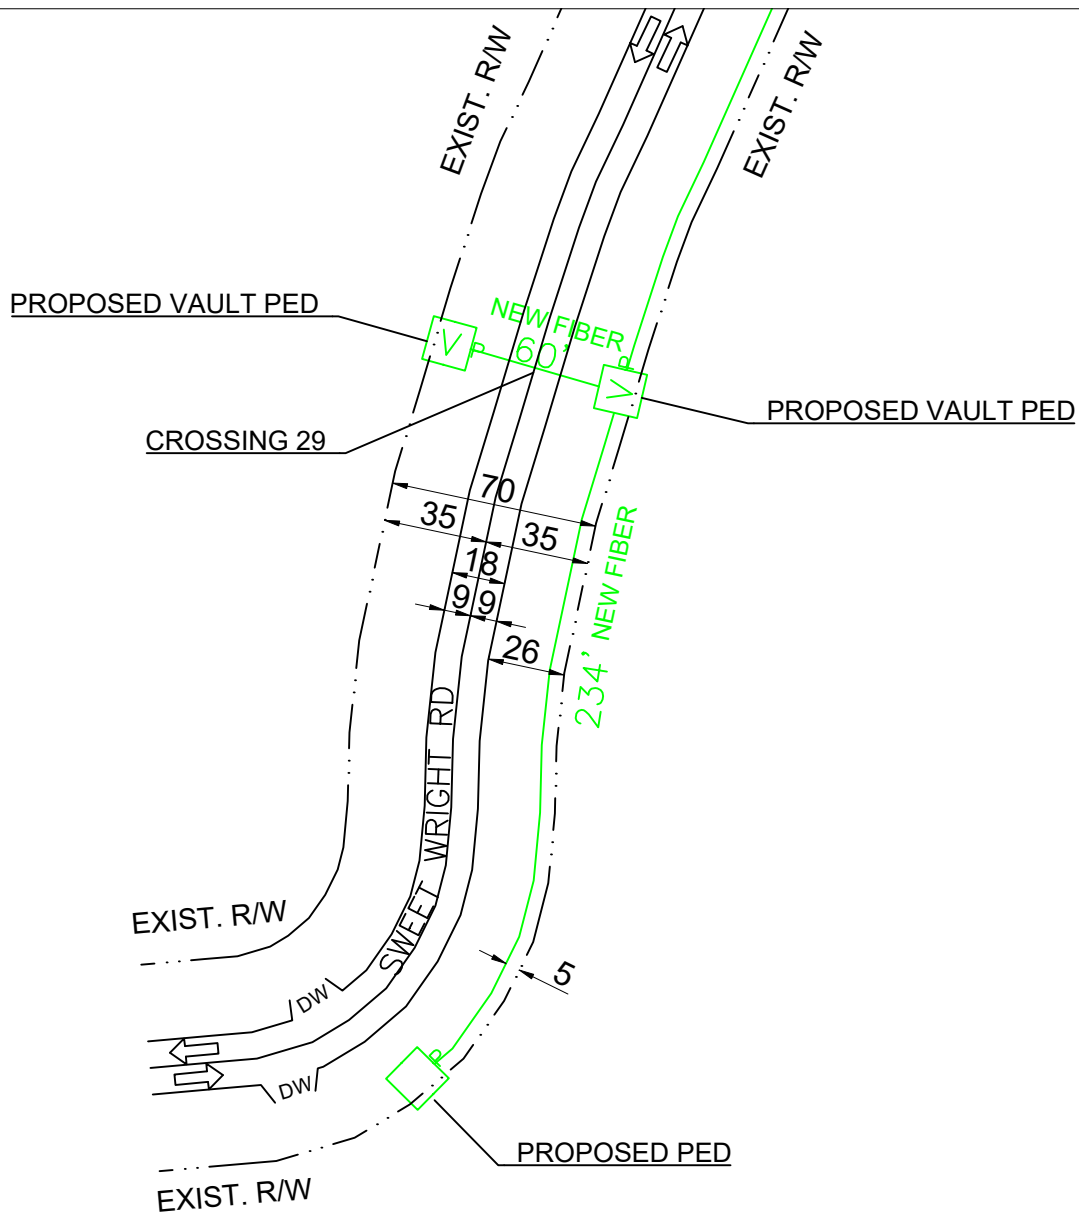 EXIST. R/W
EXIST. R/W
PROPOSED VAULT PED
NEW FIBER
60'
V
P
P
V
PROPOSED VAULT PED
CROSSING 29
70
35
35
18
9
9
26
234' NEW FIBER
SWEET WRIGHT RD
EXIST. R/W
5
DW
DW
P
PROPOSED PED
EXIST. R/W